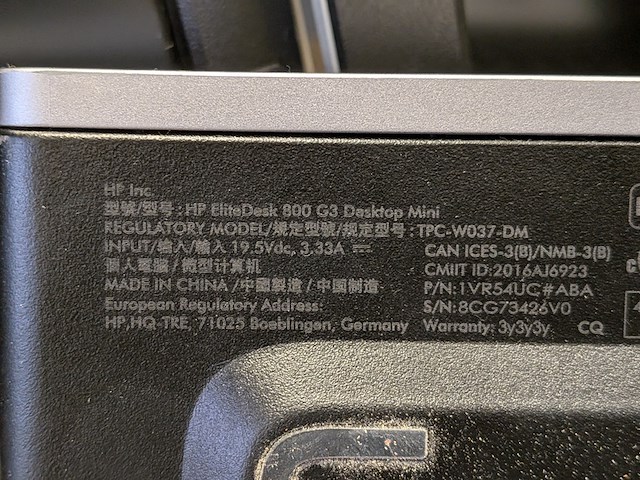 HP Inc.
型號/型号: HP EliteDesk 800 G3 Desktop Mini
REGULATORY MODEL/規定型號/规定型号: TPC-W037-DM
INPUT/输入/輸入 19.5Vdc, 3.33A ⎓ CAN ICES-3(B)/NMB-3(B)
個人電腦 / 微型计算机 CMIIT ID:2016AJ6923
MADE IN CHINA /中國製造 / 中国制造 P/N:1VR54UC#ABA
European Regulatory Address: S/N:8CG73426V0
HP,HQ-TRE, 71025 Boeblingen, Germany Warranty: 3y3y3y CQ